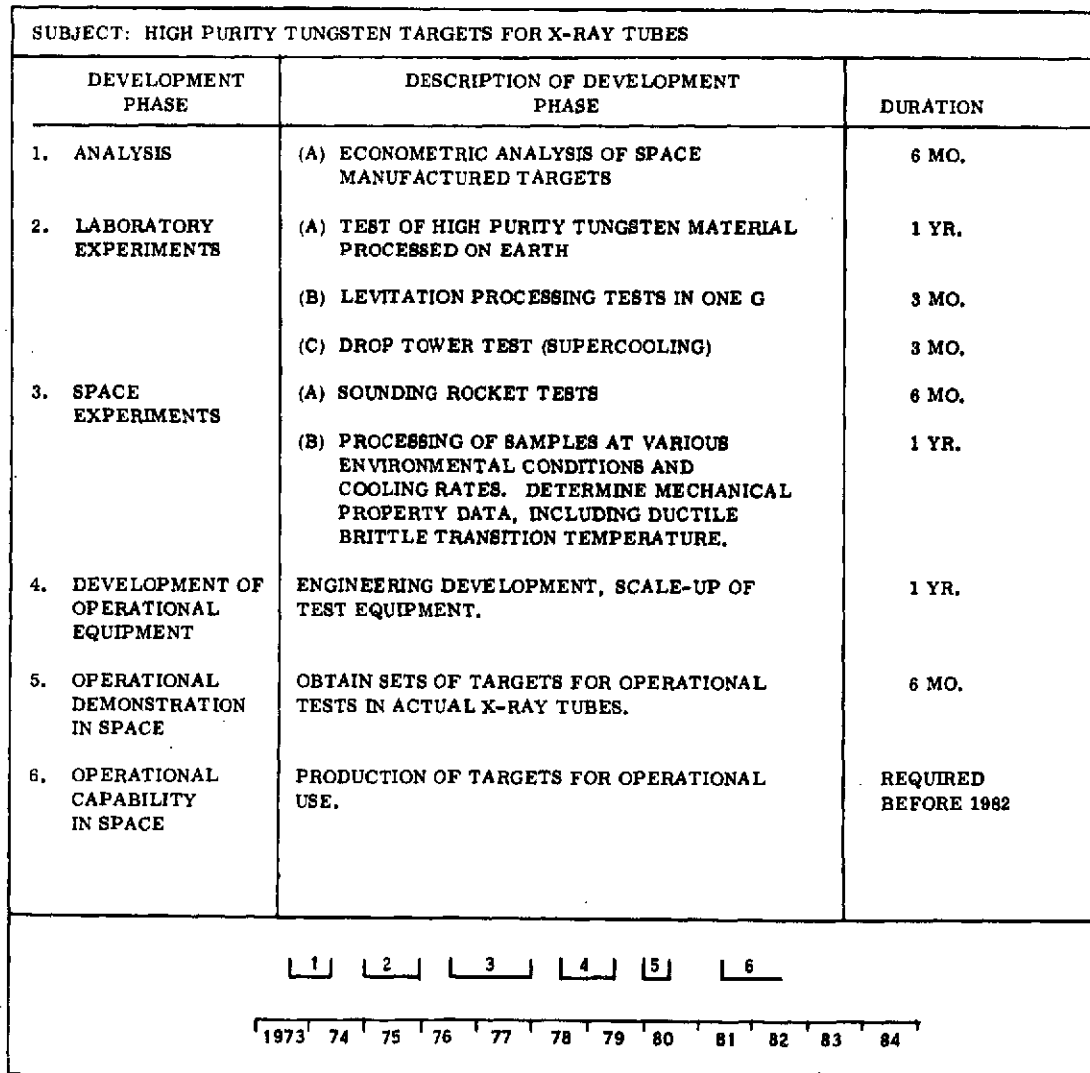 SUBJECT: HIGH PURITY TUNGSTEN TARGETS FOR X-RAY TUBES
DEVELOPMENT PHASE
DESCRIPTION OF DEVELOPMENT PHASE
DURATION
1. ANALYSIS
(A) ECONOMETRIC ANALYSIS OF SPACE
MANUFACTURED TARGETS
6 MO.
2. LABORATORY
EXPERIMENTS
(A) TEST OF HIGH PURITY TUNGSTEN MATERIAL
PROCESSED ON EARTH
1 YR.
(B) LEVITATION PROCESSING TESTS IN ONE G
3 MO.
(C) DROP TOWER TEST (SUPERCOOLING)
3 MO.
3. SPACE
EXPERIMENTS
(A) SOUNDING ROCKET TESTS
6 MO.
(B) PROCESSING OF SAMPLES AT VARIOUS
ENVIRONMENTAL CONDITIONS AND
COOLING RATES. DETERMINE MECHANICAL
PROPERTY DATA, INCLUDING DUCTILE
BRITTLE TRANSITION TEMPERATURE.
1 YR.
4. DEVELOPMENT OF
OPERATIONAL
EQUIPMENT
ENGINEERING DEVELOPMENT, SCALE-UP OF
TEST EQUIPMENT.
1 YR.
5. OPERATIONAL
DEMONSTRATION
IN SPACE
OBTAIN SETS OF TARGETS FOR OPERATIONAL
TESTS IN ACTUAL X-RAY TUBES.
6 MO.
6. OPERATIONAL
CAPABILITY
IN SPACE
PRODUCTION OF TARGETS FOR OPERATIONAL
USE.
REQUIRED
BEFORE 1982
1 2 3 4 5 6
1973 74 75 76 77 78 79 80 81 82 83 84